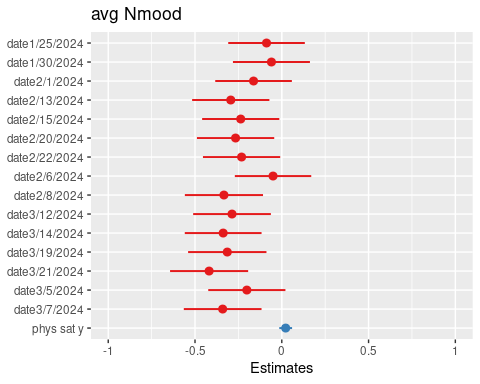 avg Nmood
date1/25/2024
date1/30/2024
date2/1/2024
date2/13/2024
date2/15/2024
date2/20/2024
date2/22/2024
date2/6/2024
date2/8/2024
date3/12/2024
date3/14/2024
date3/19/2024
date3/21/2024
date3/5/2024
date3/7/2024
phys sat y
-1 -0.5 0 0.5 1
Estimates